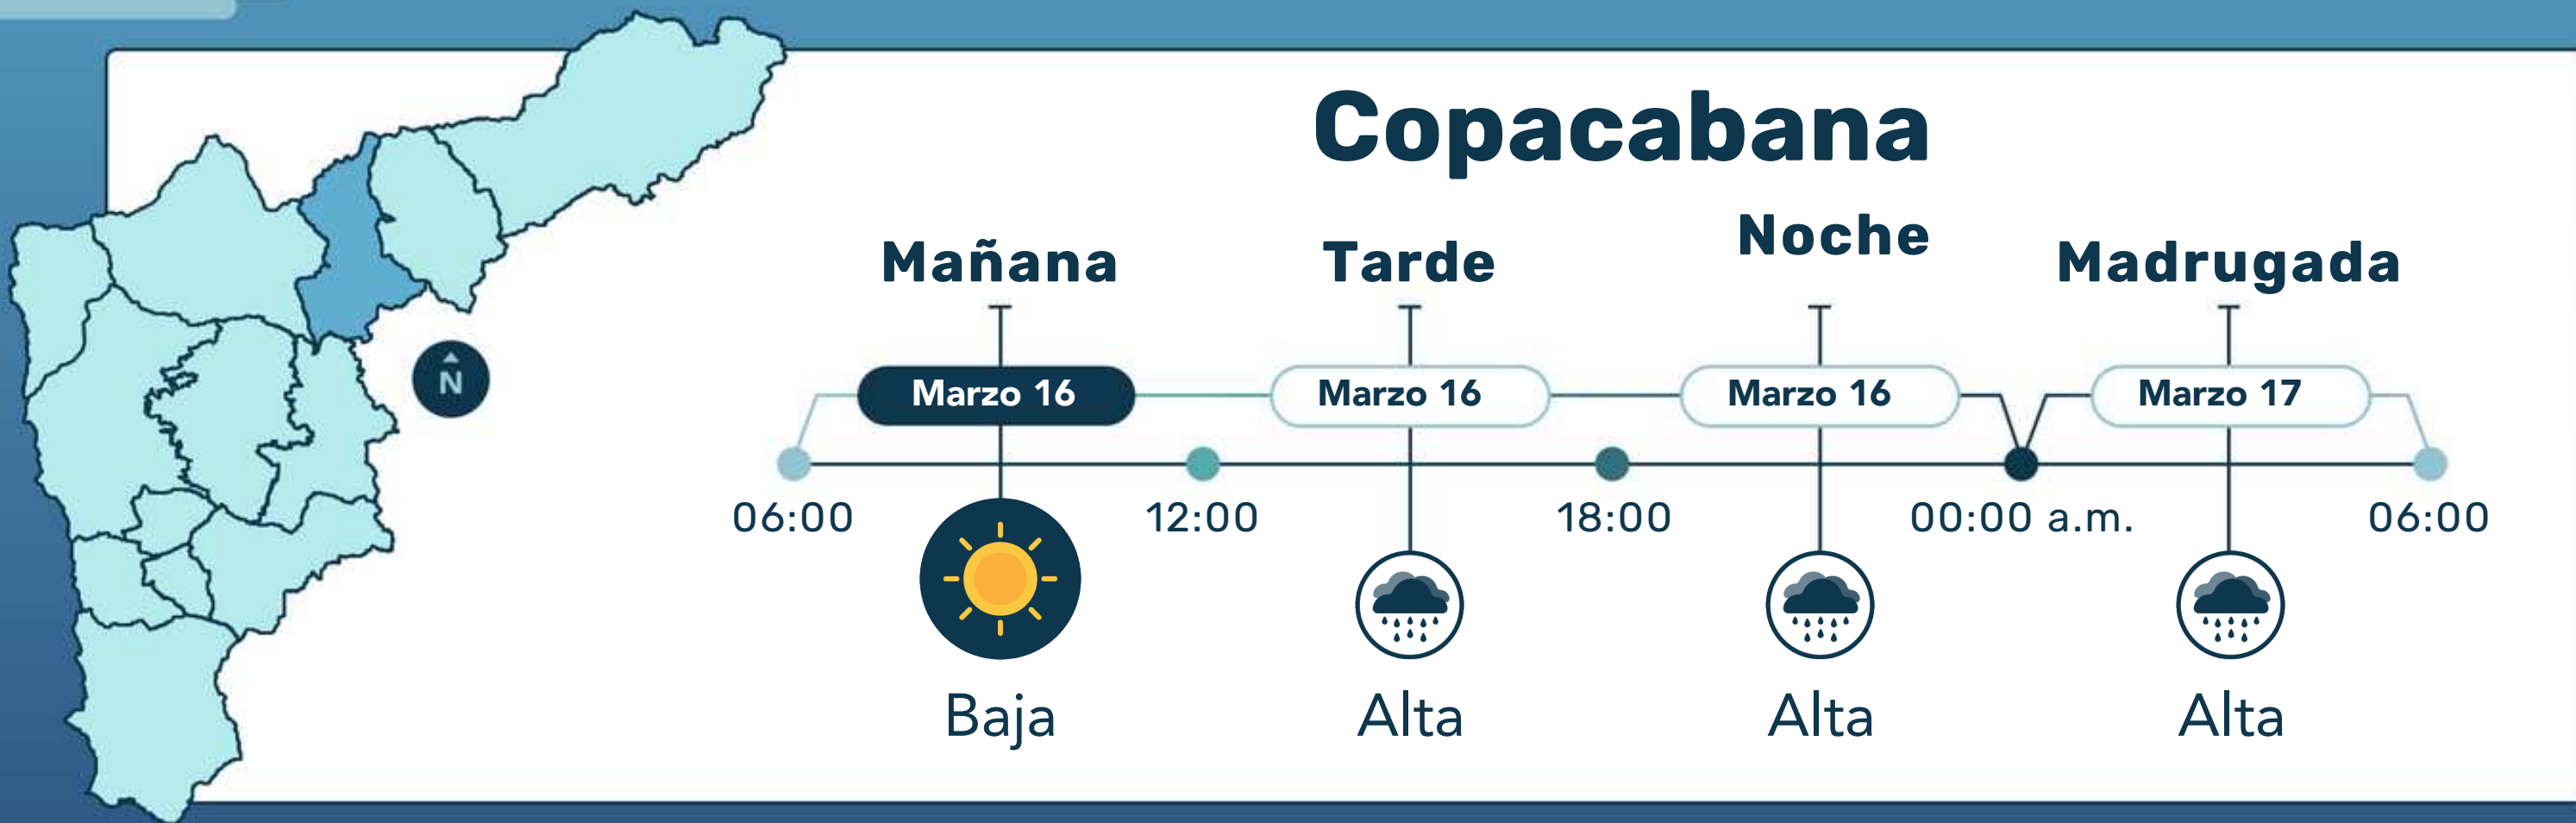 Copacabana
Mañana
Tarde
Noche
Madrugada
Marzo 16
Marzo 16
Marzo 16
Marzo 17
N
06:00
12:00
18:00
00:00 a.m.
06:00
Baja
Alta
Alta
Alta